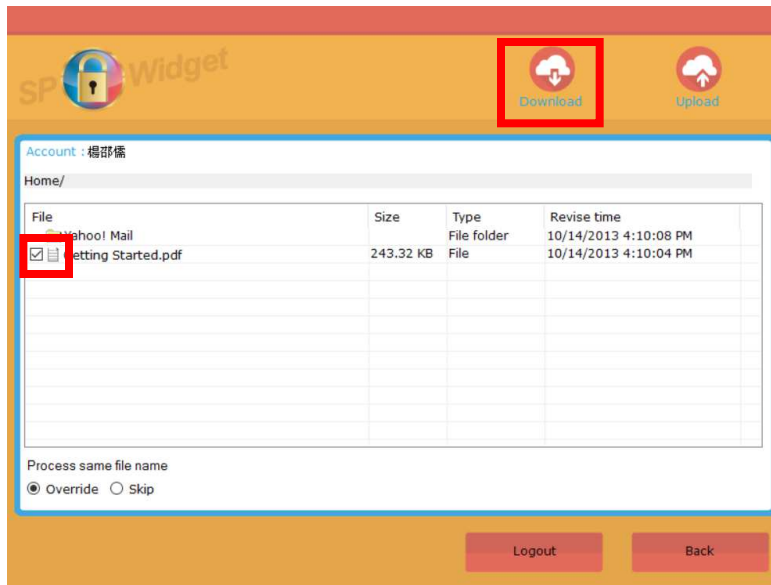 SP Widget
Download Upload
Account : 楊邵儒
Home/
File Size Type Revise time
Yahoo! Mail File folder 10/14/2013 4:10:08 PM
Getting Started.pdf 243.32 KB File 10/14/2013 4:10:04 PM
Process same file name
Override Skip
Logout Back